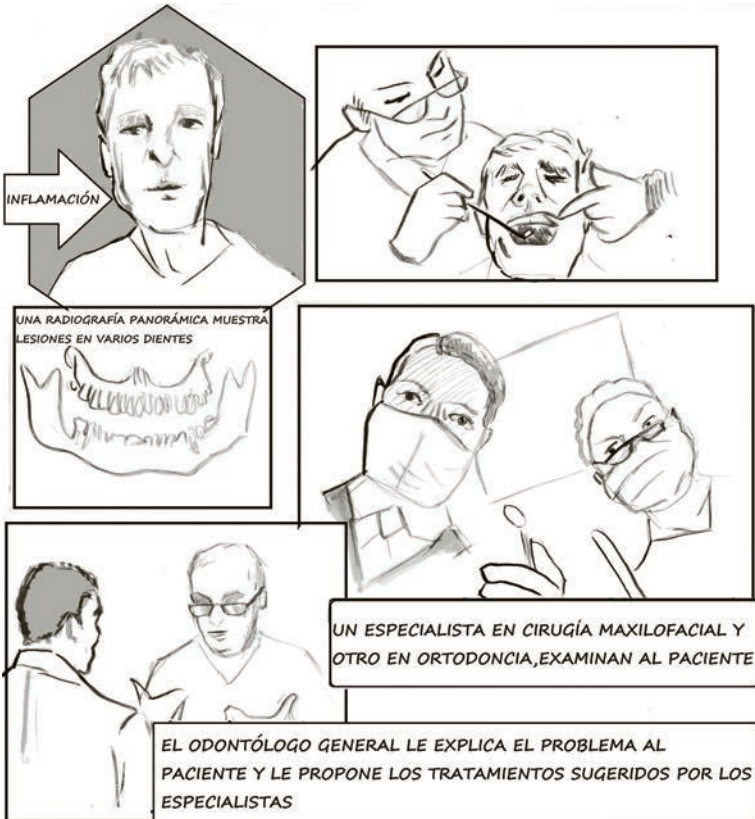 INFLAMACIÓN
UNA RADIOGRAFÍA PANORÁMICA MUESTRA
LESIONES EN VARIOS DIENTES
UN ESPECIALISTA EN CIRUGÍA MAXILOFACIAL Y
OTRO EN ORTODONCIA,EXAMINAN AL PACIENTE
EL ODONTÓLOGO GENERAL LE EXPLICA EL PROBLEMA AL
PACIENTE Y LE PROPONE LOS TRATAMIENTOS SUGERIDOS POR LOS
ESPECIALISTAS